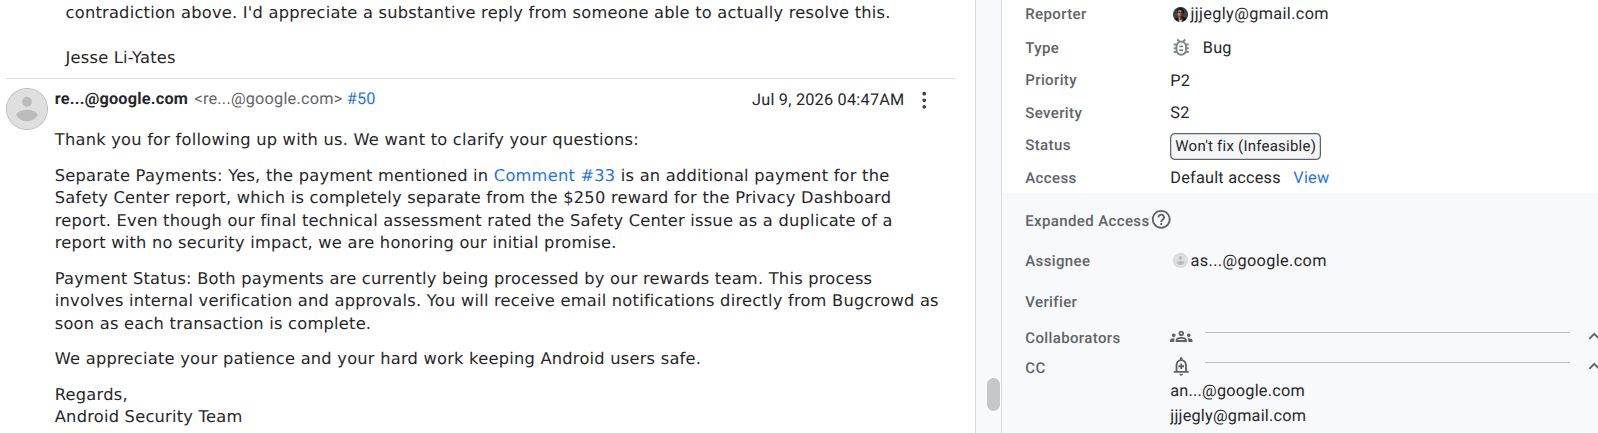 contradiction above. I'd appreciate a substantive reply from someone able to actually resolve this.
Jesse Li-Yates
re...@google.com <re...@google.com> #50
Jul 9, 2026 04:47AM
Thank you for following up with us. We want to clarify your questions:
Separate Payments: Yes, the payment mentioned in Comment #33 is an additional payment for the
Safety Center report, which is completely separate from the $250 reward for the Privacy Dashboard
report. Even though our final technical assessment rated the Safety Center issue as a duplicate of a
report with no security impact, we are honoring our initial promise.
Payment Status: Both payments are currently being processed by our rewards team. This process
involves internal verification and approvals. You will receive email notifications directly from Bugcrowd as
soon as each transaction is complete.
We appreciate your patience and your hard work keeping Android users safe.
Regards,
Android Security Team
Reporter jjjegly@gmail.com
Type Bug
Priority P2
Severity S2
Status Won't fix (Infeasible)
Access Default access View
Expanded Access
Assignee as...@google.com
Verifier
Collaborators
CC
an...@google.com
jjjegly@gmail.com